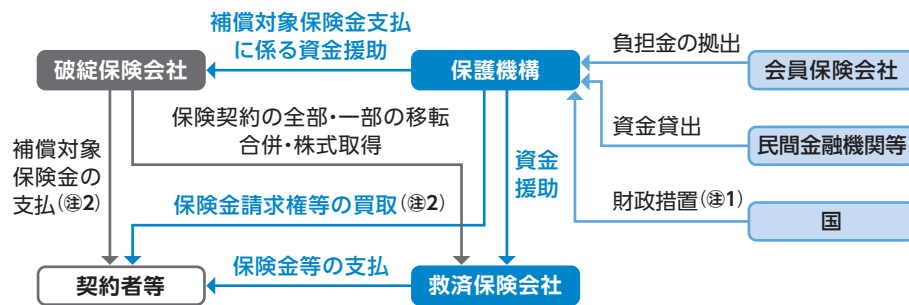 補償対象保険金支払
に係る資金援助
負担金の拠出
破綻保険会社
保護機構
会員保険会社
保険契約の全部・一部の移転
合併・株式取得
資金貸出
民間金融機関等
補償対象
保険金の
支払(注2)
資金
援助
保険金請求権等の買取(注2)
財政措置(注1)
国
保険金等の支払
契約者等
救済保険会社